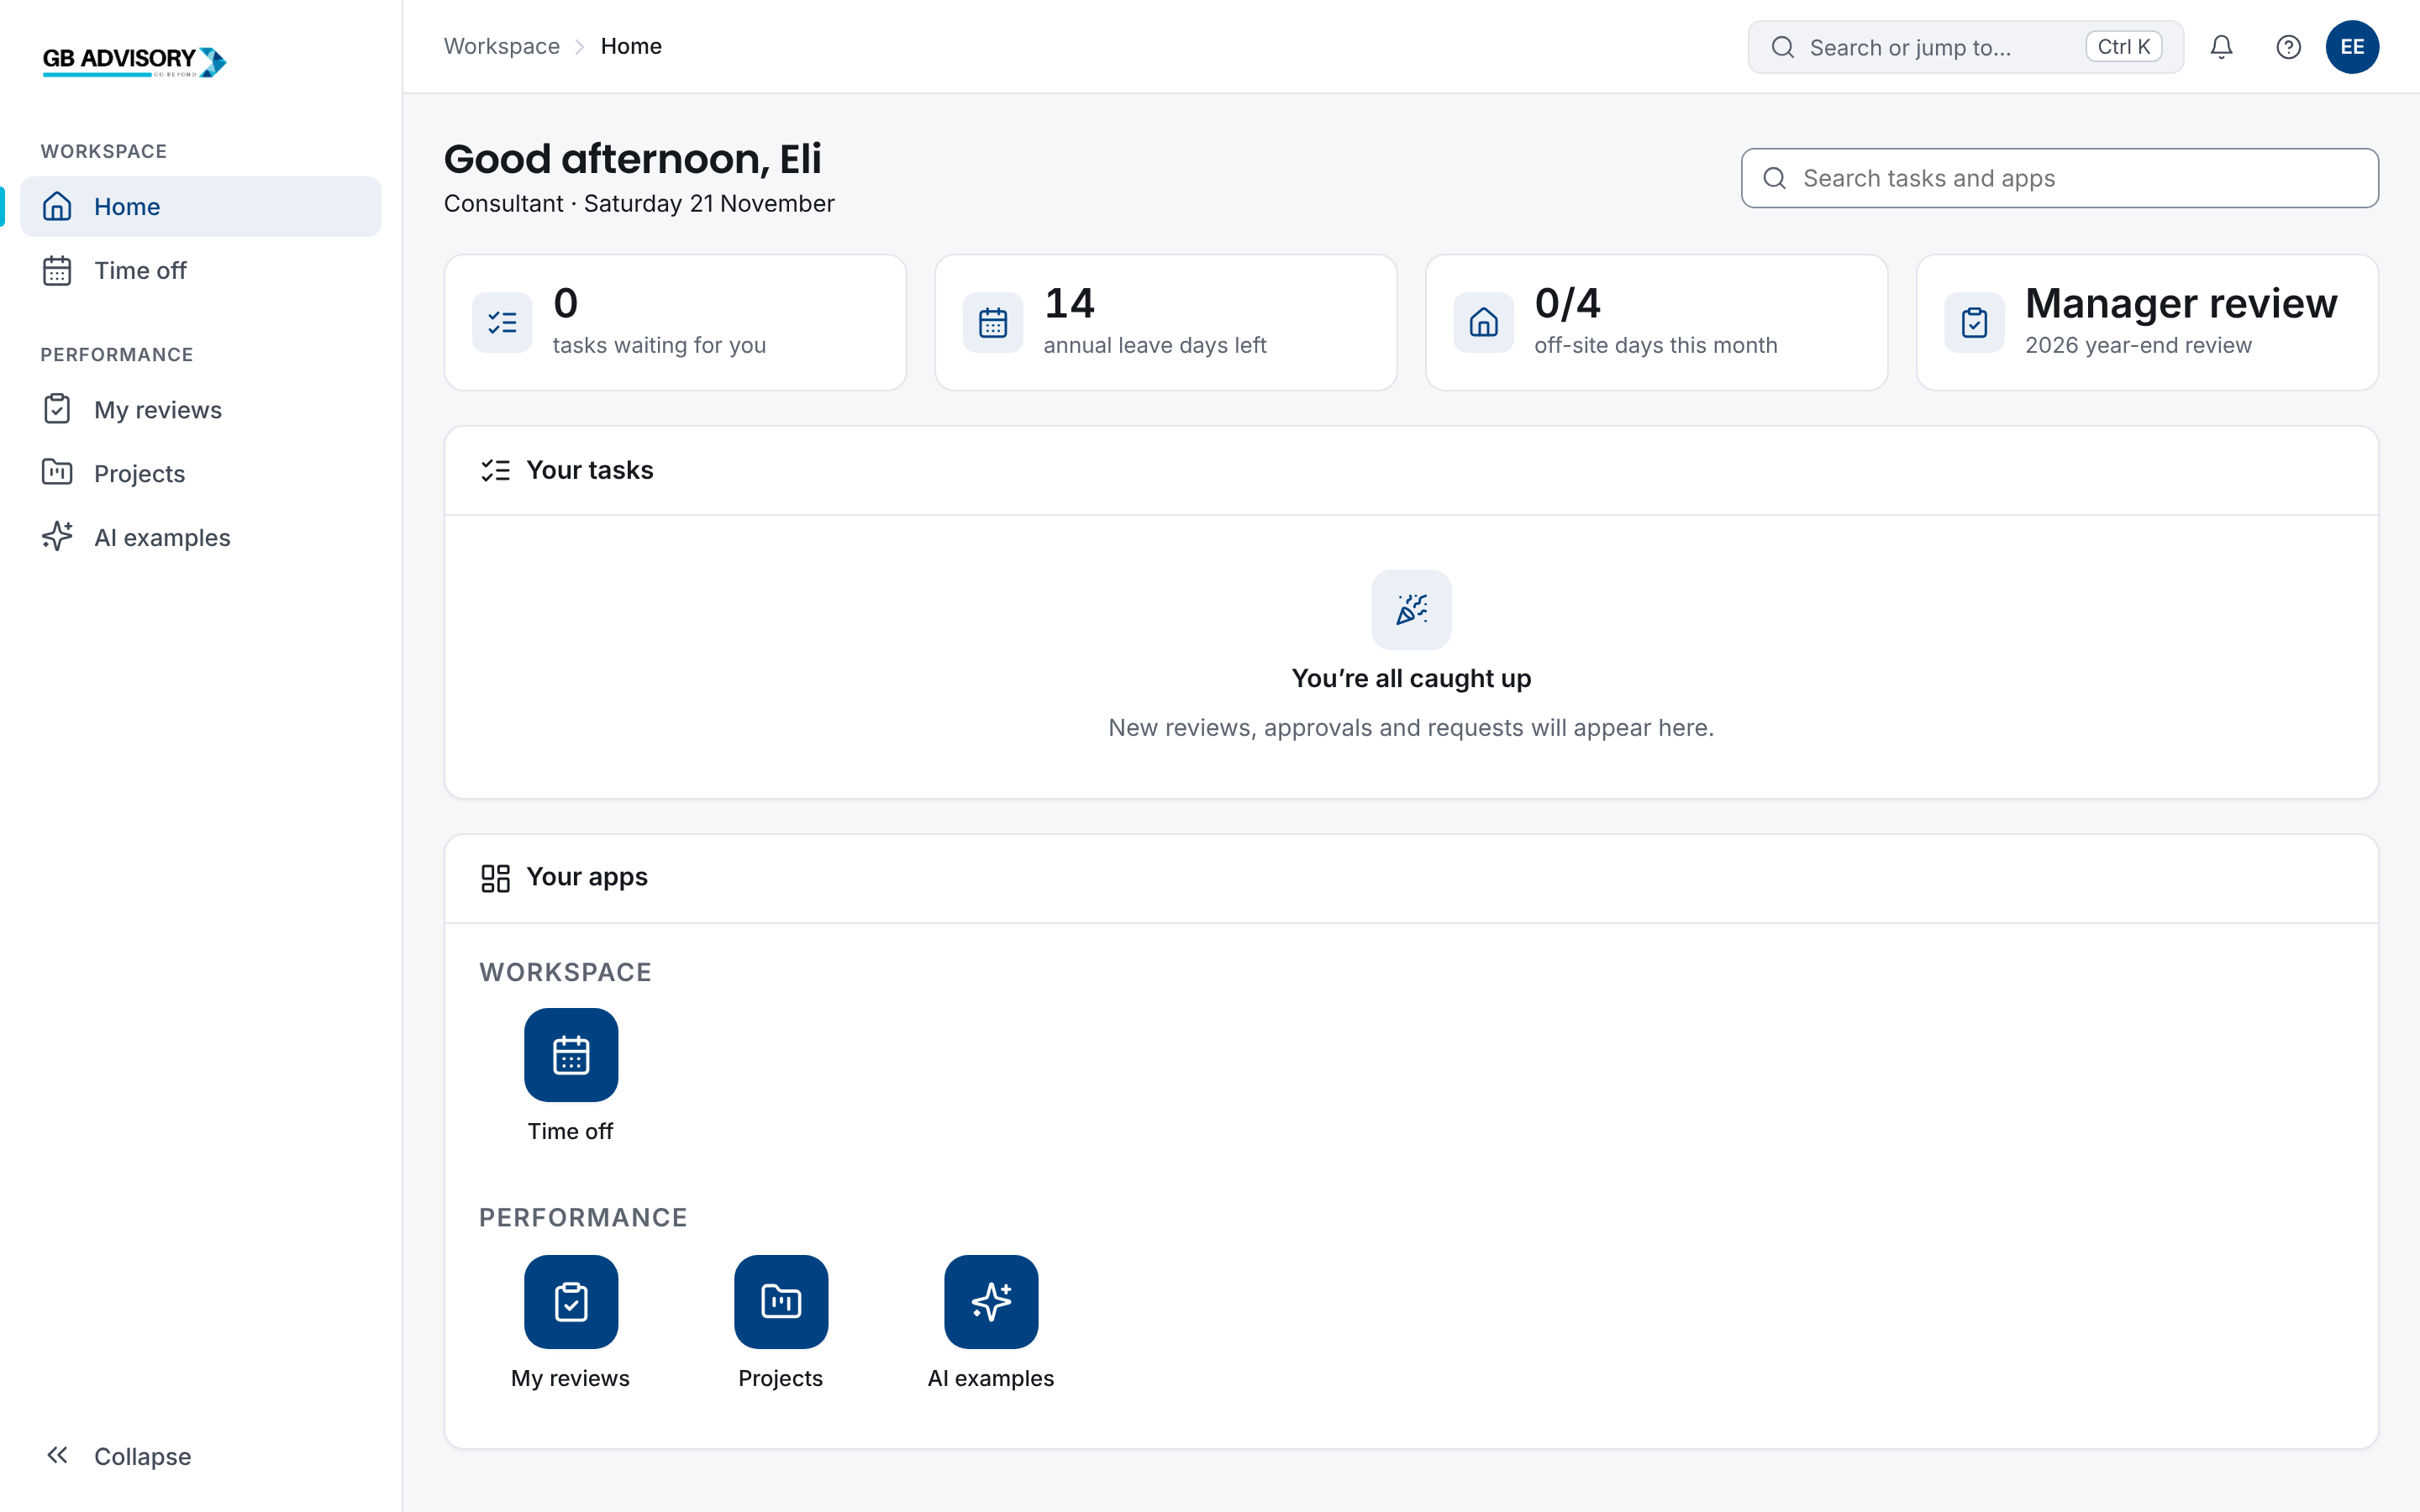 GB ADVISORY
GO BEYOND
WORKSPACE
Home
Time off
PERFORMANCE
My reviews
Projects
AI examples
Collapse
Workspace > Home
Search or jump to... Ctrl K
EE
Good afternoon, Eli
Consultant · Saturday 21 November
Search tasks and apps
0
tasks waiting for you
14
annual leave days left
0/4
off-site days this month
Manager review
2026 year-end review
Your tasks
You’re all caught up
New reviews, approvals and requests will appear here.
Your apps
WORKSPACE
Time off
PERFORMANCE
My reviews
Projects
AI examples